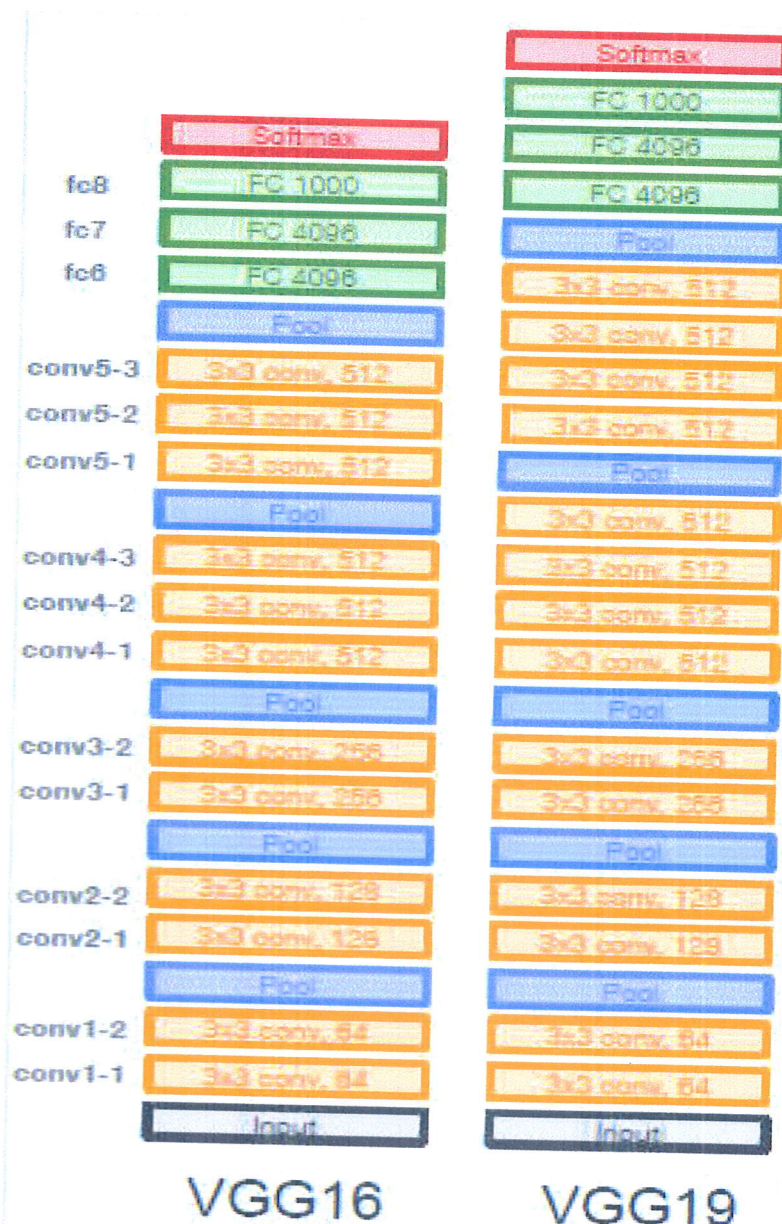 Softmax
fc8 FC 1000
fc7 FC 4096
fc6 FC 4096
Pool
conv5-3 3x3 conv, 512
conv5-2 3x3 conv, 512
conv5-1 3x3 conv, 512
Pool
conv4-3 3x3 conv, 512
conv4-2 3x3 conv, 512
conv4-1 3x3 conv, 512
Pool
conv3-2 3x3 conv, 256
conv3-1 3x3 conv, 256
Pool
conv2-2 3x3 conv, 128
conv2-1 3x3 conv, 128
Pool
conv1-2 3x3 conv, 64
conv1-1 3x3 conv, 64
Input
VGG16
Softmax
FC 1000
FC 4096
FC 4096
Pool
3x3 conv, 512
3x3 conv, 512
3x3 conv, 512
3x3 conv, 512
Pool
3x3 conv, 512
3x3 conv, 512
3x3 conv, 512
3x3 conv, 512
Pool
3x3 conv, 256
3x3 conv, 256
Pool
3x3 conv, 128
3x3 conv, 128
Pool
3x3 conv, 64
3x3 conv, 64
Input
VGG19